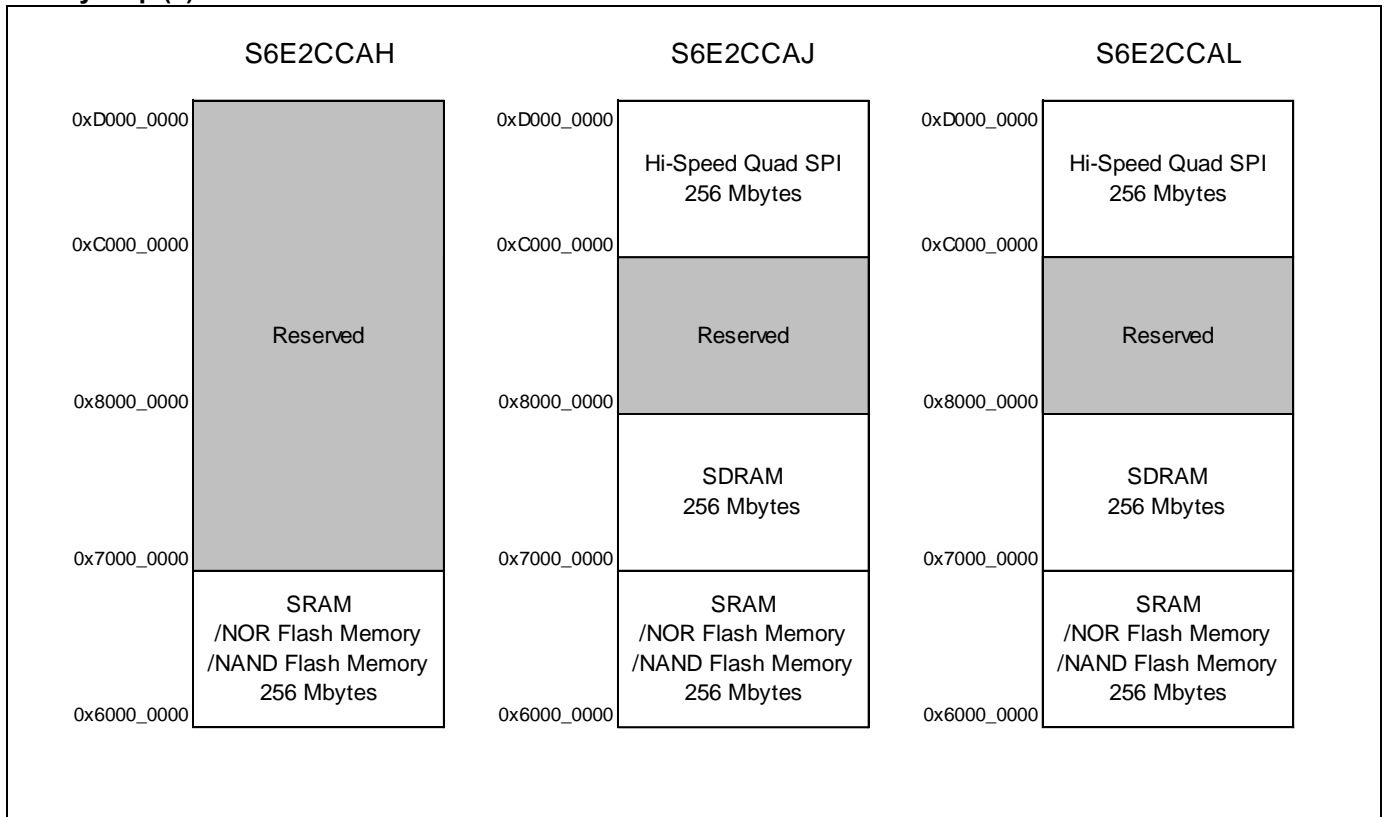 S6E2CCAH
0xD000_0000
0xC000_0000
Reserved
0x8000_0000
0x7000_0000
SRAM
/NOR Flash Memory
/NAND Flash Memory
256 Mbytes
0x6000_0000
S6E2CCAJ
0xD000_0000
Hi-Speed Quad SPI
256 Mbytes
0xC000_0000
Reserved
0x8000_0000
SDRAM
256 Mbytes
0x7000_0000
SRAM
/NOR Flash Memory
/NAND Flash Memory
256 Mbytes
0x6000_0000
S6E2CCAL
0xD000_0000
Hi-Speed Quad SPI
256 Mbytes
0xC000_0000
Reserved
0x8000_0000
SDRAM
256 Mbytes
0x7000_0000
SRAM
/NOR Flash Memory
/NAND Flash Memory
256 Mbytes
0x6000_0000